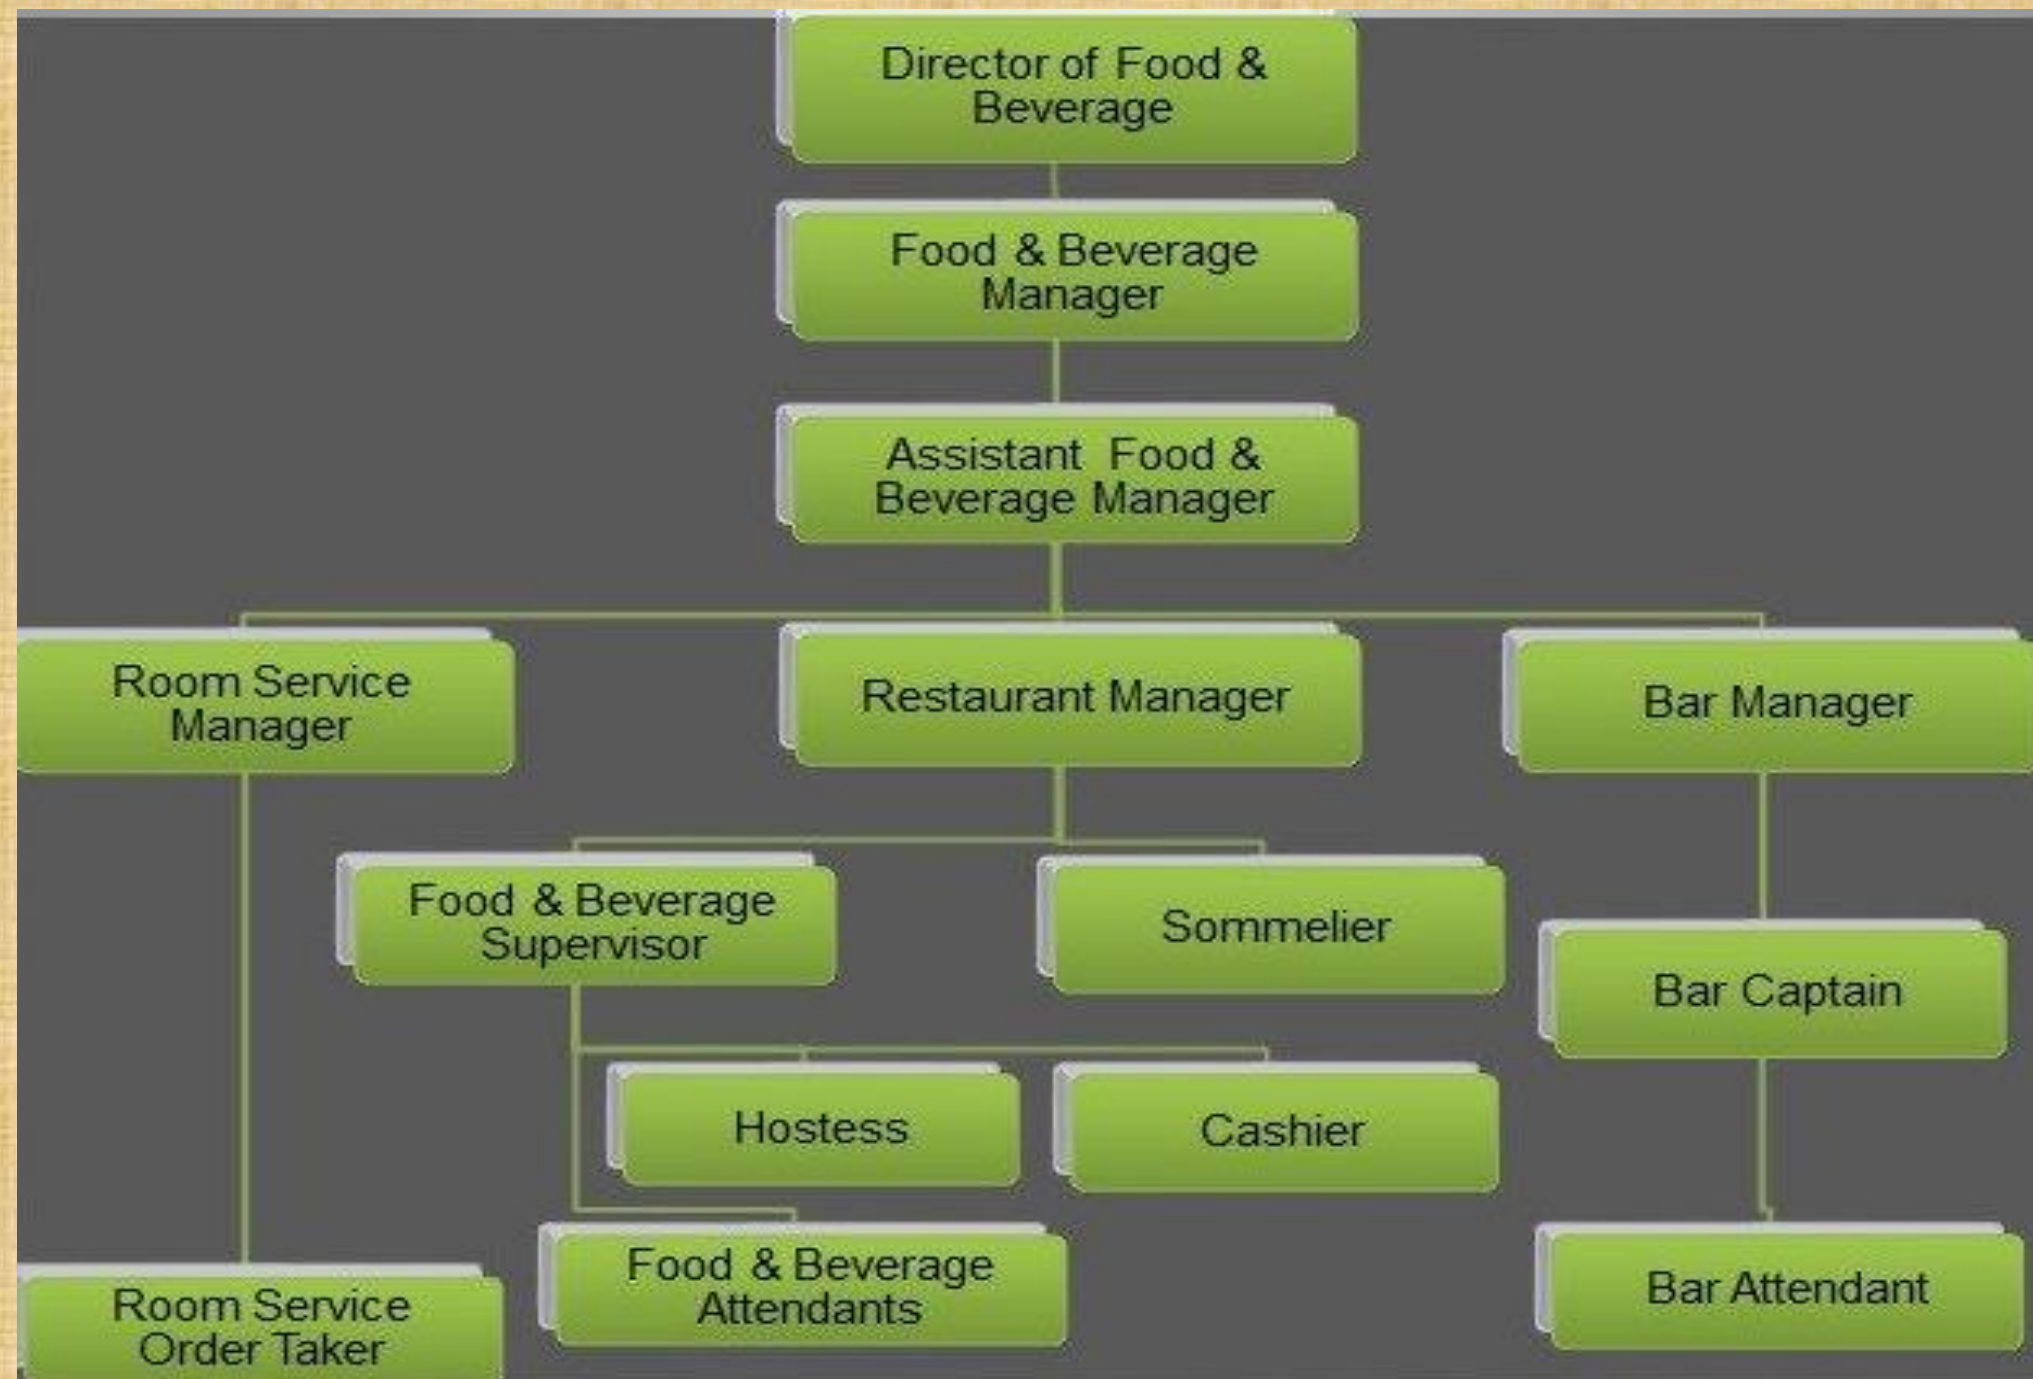 Director of Food &
Beverage
Food & Beverage
Manager
Assistant Food &
Beverage Manager
Room Service
Manager
Restaurant Manager
Bar Manager
Food & Beverage
Supervisor
Sommelier
Bar Captain
Hostess
Cashier
Food & Beverage
Attendants
Bar Attendant
Room Service
Order Taker